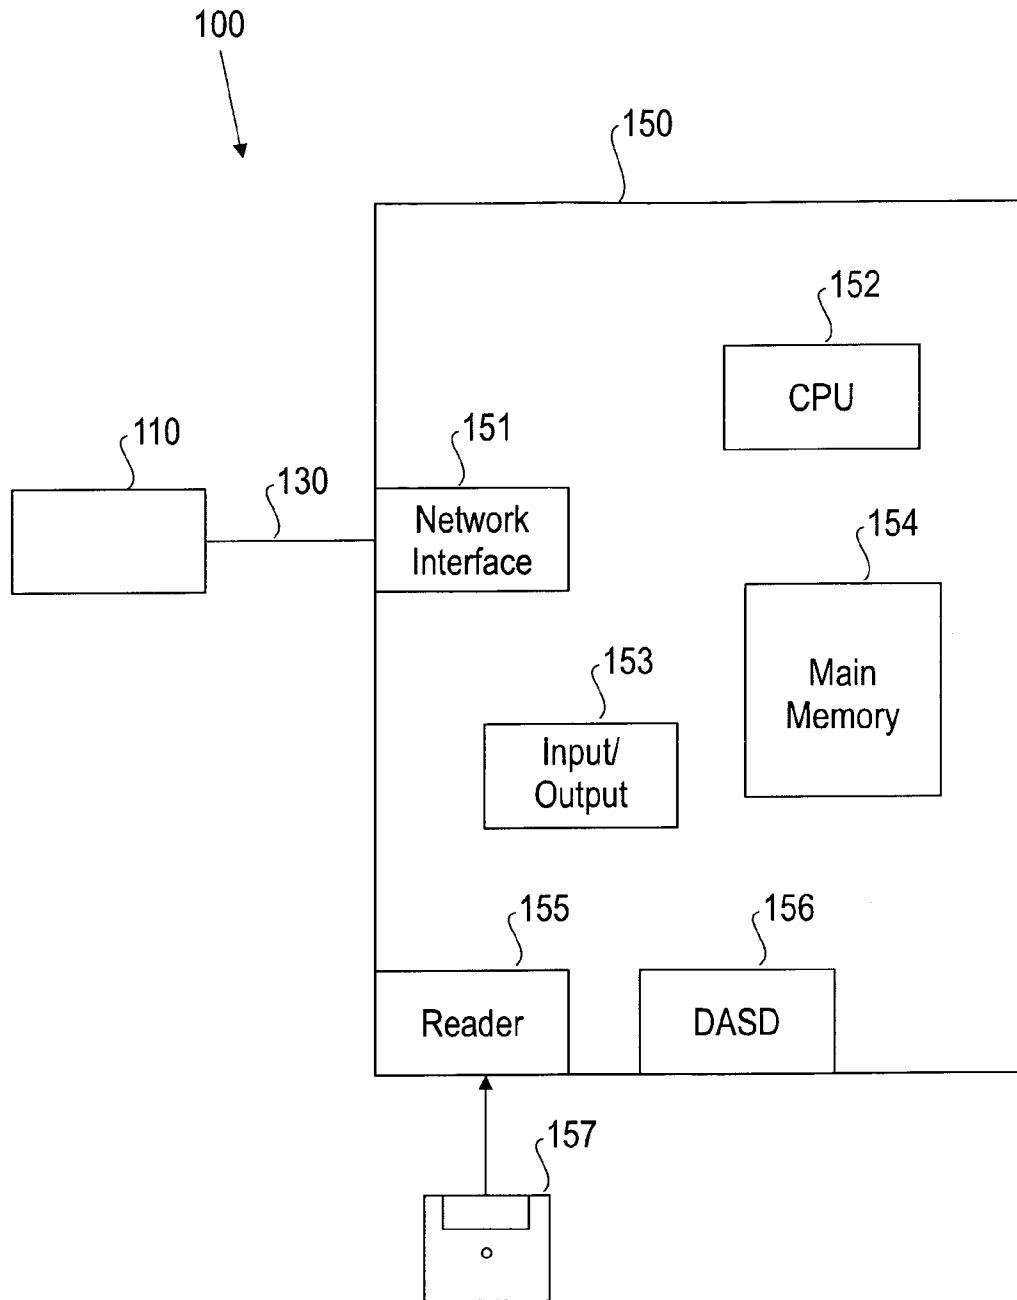 100
150
152
CPU
110
130
151
Network
Interface
154
Main
Memory
153
Input/
Output
155
Reader
156
DASD
157